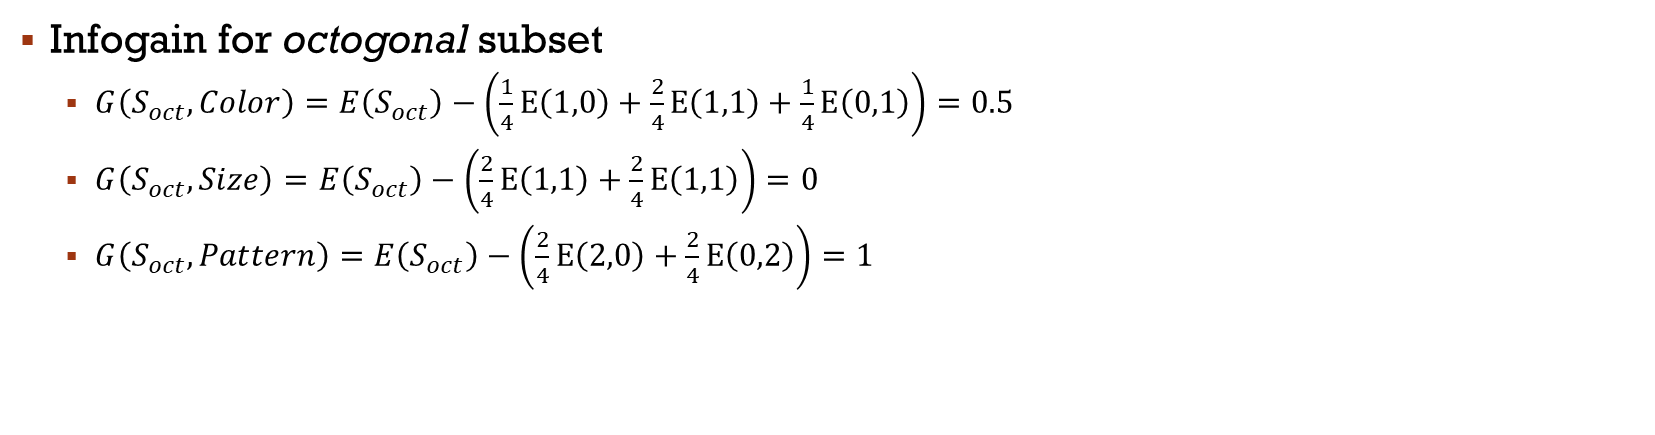 ▪ Infogain for octogonal subset
▪ G(S_oct, Color) = E(S_oct) − (1/4 E(1,0) + 2/4 E(1,1) + 1/4 E(0,1)) = 0.5
▪ G(S_oct, Size) = E(S_oct) − (2/4 E(1,1) + 2/4 E(1,1)) = 0
▪ G(S_oct, Pattern) = E(S_oct) − (2/4 E(2,0) + 2/4 E(0,2)) = 1